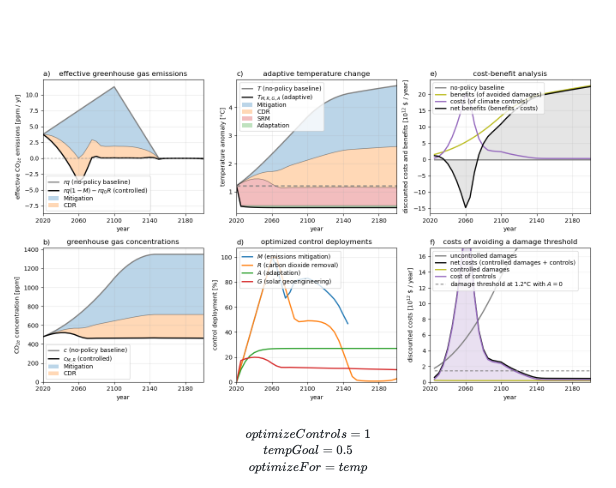 a) effective greenhouse gas emissions
effective CO2e emissions [ppm / yr]
10.0
7.5
5.0
2.5
0.0
−2.5
−5.0
−7.5
rq (no-policy baseline)
rq(1 − M) − rq0R (controlled)
Mitigation
CDR
2020 2060 2100 2140 2180
year
c) adaptive temperature change
temperature anomaly [°C]
4
3
2
1
T (no-policy baseline)
TM,R,G,A (adaptive)
Mitigation
CDR
SRM
Adaptation
2020 2060 2100 2140 2180
year
e) cost-benefit analysis
discounted costs and benefits [10¹² $ / year]
20
15
10
5
0
−5
−10
−15
no-policy baseline
benefits (of avoided damages)
costs (of climate controls)
net benefits (benefits - costs)
2020 2060 2100 2140 2180
year
b) greenhouse gas concentrations
CO2e concentration [ppm]
1400
1200
1000
800
600
400
200
0
c (no-policy baseline)
cM,R (controlled)
Mitigation
CDR
2020 2060 2100 2140 2180
year
d) optimized control deployments
control deployment [%]
100
80
60
40
20
0
M (emissions mitigation)
R (carbon dioxide removal)
A (adaptation)
G (solar geoengineering)
2020 2060 2100 2140 2180
year
f) costs of avoiding a damage threshold
discounted costs [10¹² $ / year]
16
14
12
10
8
6
4
2
0
uncontrolled damages
net costs (controlled damages + controls)
controlled damages
cost of controls
damage threshold at 1.2°C with A = 0
2020 2060 2100 2140 2180
year
optimizeControls = 1
tempGoal = 0.5
optimizeFor = temp